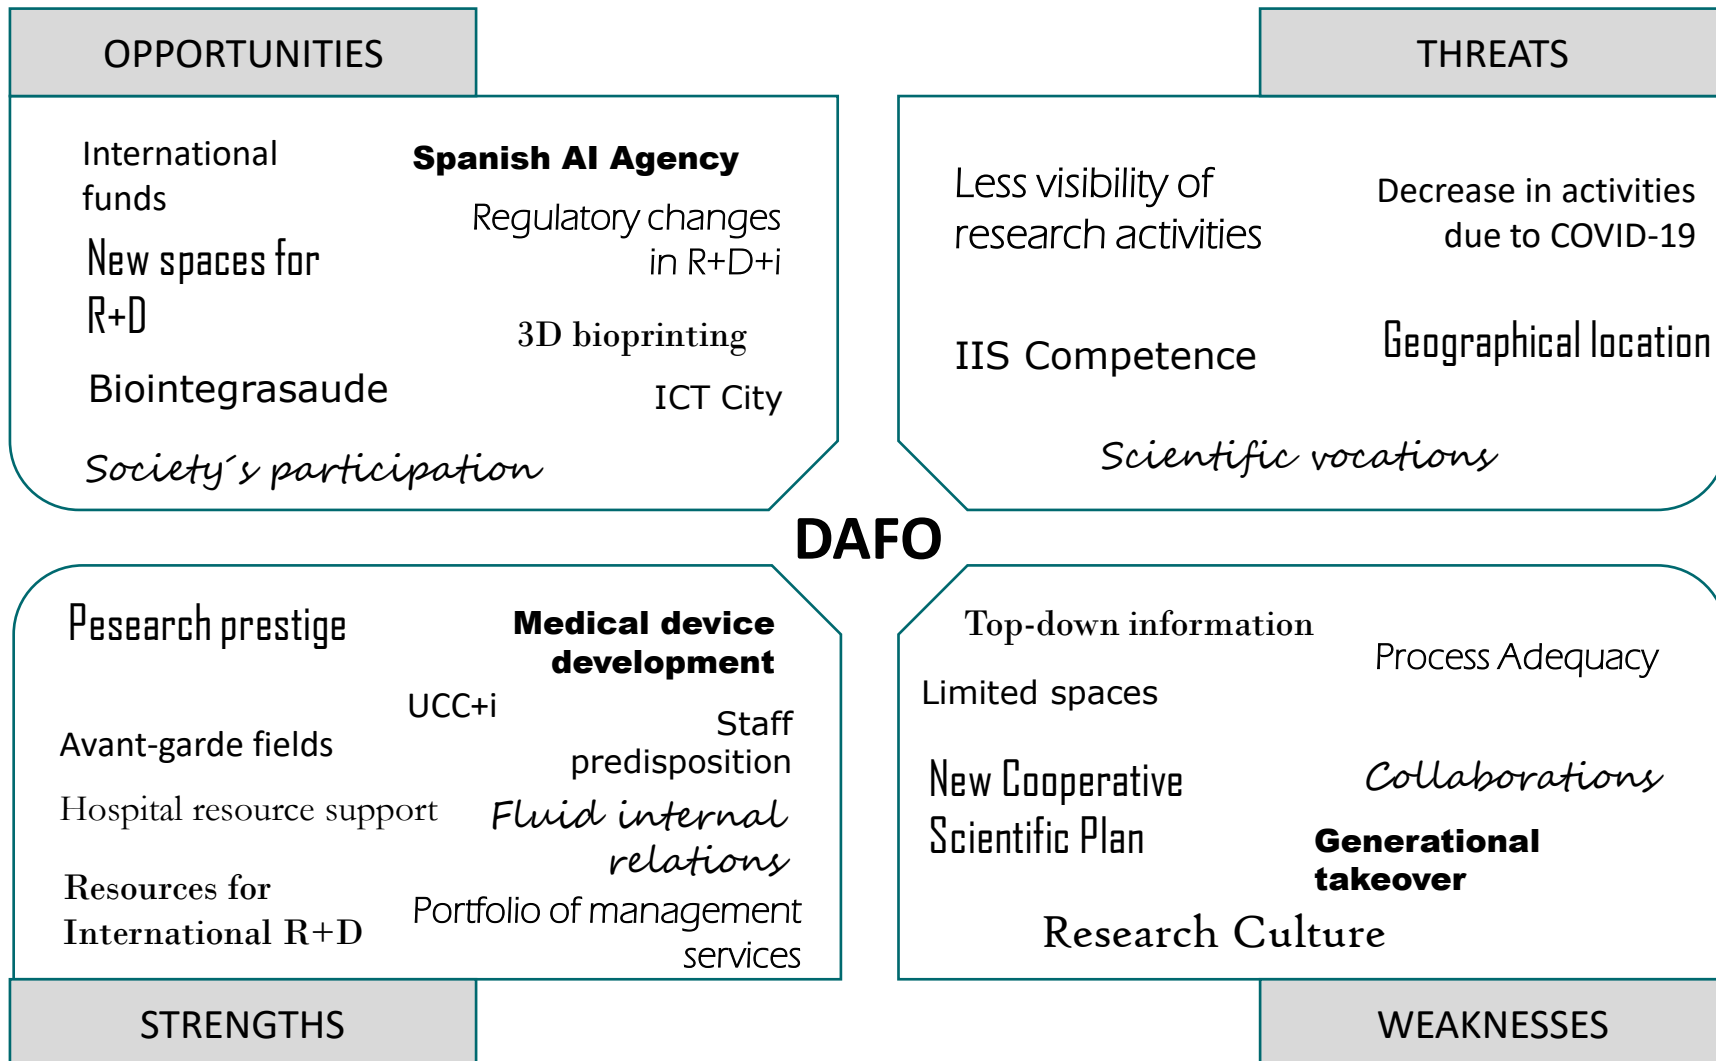 OPPORTUNITIES
International
funds
Spanish AI Agency
Regulatory changes
in R+D+i
New spaces for
R+D
3D bioprinting
Biointegrasaude
ICT City
Society´s participation
THREATS
Less visibility of
research activities
Decrease in activities
due to COVID-19
IIS Competence
Geographical location
Scientific vocations
DAFO
Pesearch prestige
Medical device
development
UCC+i
Staff
predisposition
Avant-garde fields
Hospital resource support
Fluid internal
relations
Resources for
International R+D
Portfolio of management
services
STRENGTHS
Top-down information
Process Adequacy
Limited spaces
New Cooperative
Scientific Plan
Collaborations
Generational
takeover
Research Culture
WEAKNESSES